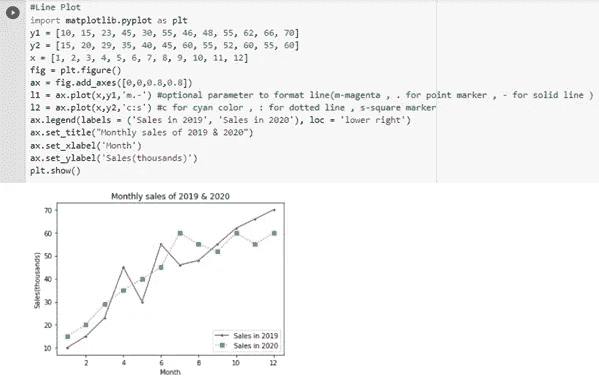 #Line Plot
import matplotlib.pyplot as plt
y1 = [10, 15, 23, 45, 30, 55, 46, 48, 55, 62, 66, 70]
y2 = [15, 20, 29, 35, 40, 45, 60, 55, 52, 60, 55, 60]
x = [1, 2, 3, 4, 5, 6, 7, 8, 9, 10, 11, 12]
fig = plt.figure()
ax = fig.add_axes([0,0,0.8,0.8])
l1 = ax.plot(x,y1,'m.-') #optional parameter to format line(m-magenta , . for point marker , - for solid line )
l2 = ax.plot(x,y2,'c:s') #c for cyan color , : for dotted line , s-square marker
ax.legend(labels = ('Sales in 2019', 'Sales in 2020'), loc = 'lower right')
ax.set_title("Monthly sales of 2019 & 2020")
ax.set_xlabel('Month')
ax.set_ylabel('Sales(thousands)')
plt.show()
Monthly sales of 2019 & 2020
70
60
50
40
30
20
10
Sales(thousands)
Sales in 2019
Sales in 2020
2 4 6 8 10 12
Month